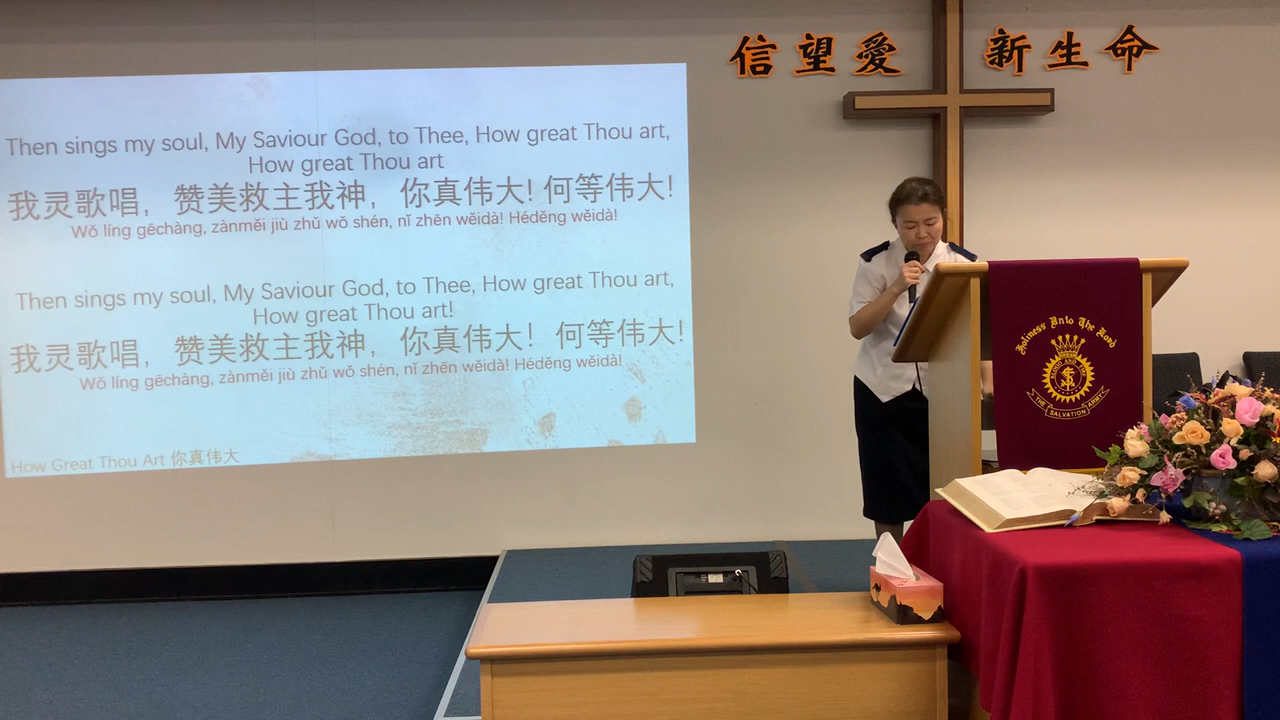 信望愛 新生命
Then sings my soul, My Saviour God, to Thee, How great Thou art,
How great Thou art
我灵歌唱，赞美救主我神，你真伟大! 何等伟大!
Wǒ líng gēchàng, zànměi jiù zhǔ wǒ shén, nǐ zhēn wěidà! Héděng wěidà!
Then sings my soul, My Saviour God, to Thee, How great Thou art,
How great Thou art!
我灵歌唱，赞美救主我神，你真伟大! 何等伟大!
Wǒ líng gēchàng, zànměi jiù zhǔ wǒ shén, nǐ zhēn wěidà! Héděng wěidà!
How Great Thou Art 你真伟大
Holiness Unto The Lord
BLOOD AND FIRE
THE SALVATION ARMY